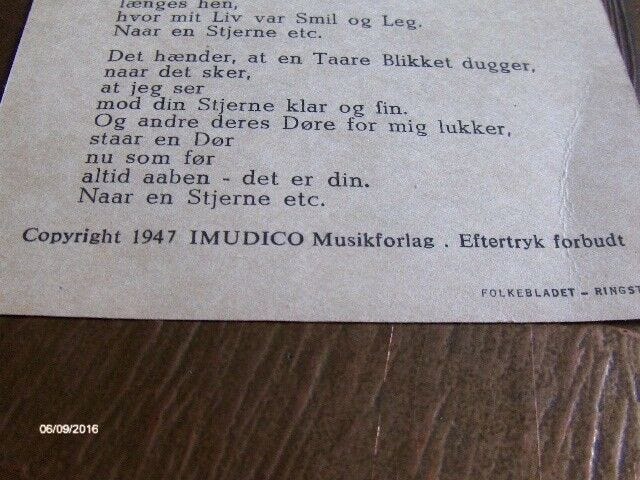 længes hen,
hvor mit Liv var Smil og Leg.
Naar en Stjerne etc.
Det hænder, at en Taare Blikket dugger,
naar det sker,
at jeg ser
mod din Stjerne klar og fin.
Og andre deres Døre for mig lukker,
staar en Dør
nu som før
altid aaben - det er din.
Naar en Stjerne etc.
Copyright 1947 IMUDICO Musikforlag . Eftertryk forbudt
FOLKEBLADET - RINGST
06/09/2016